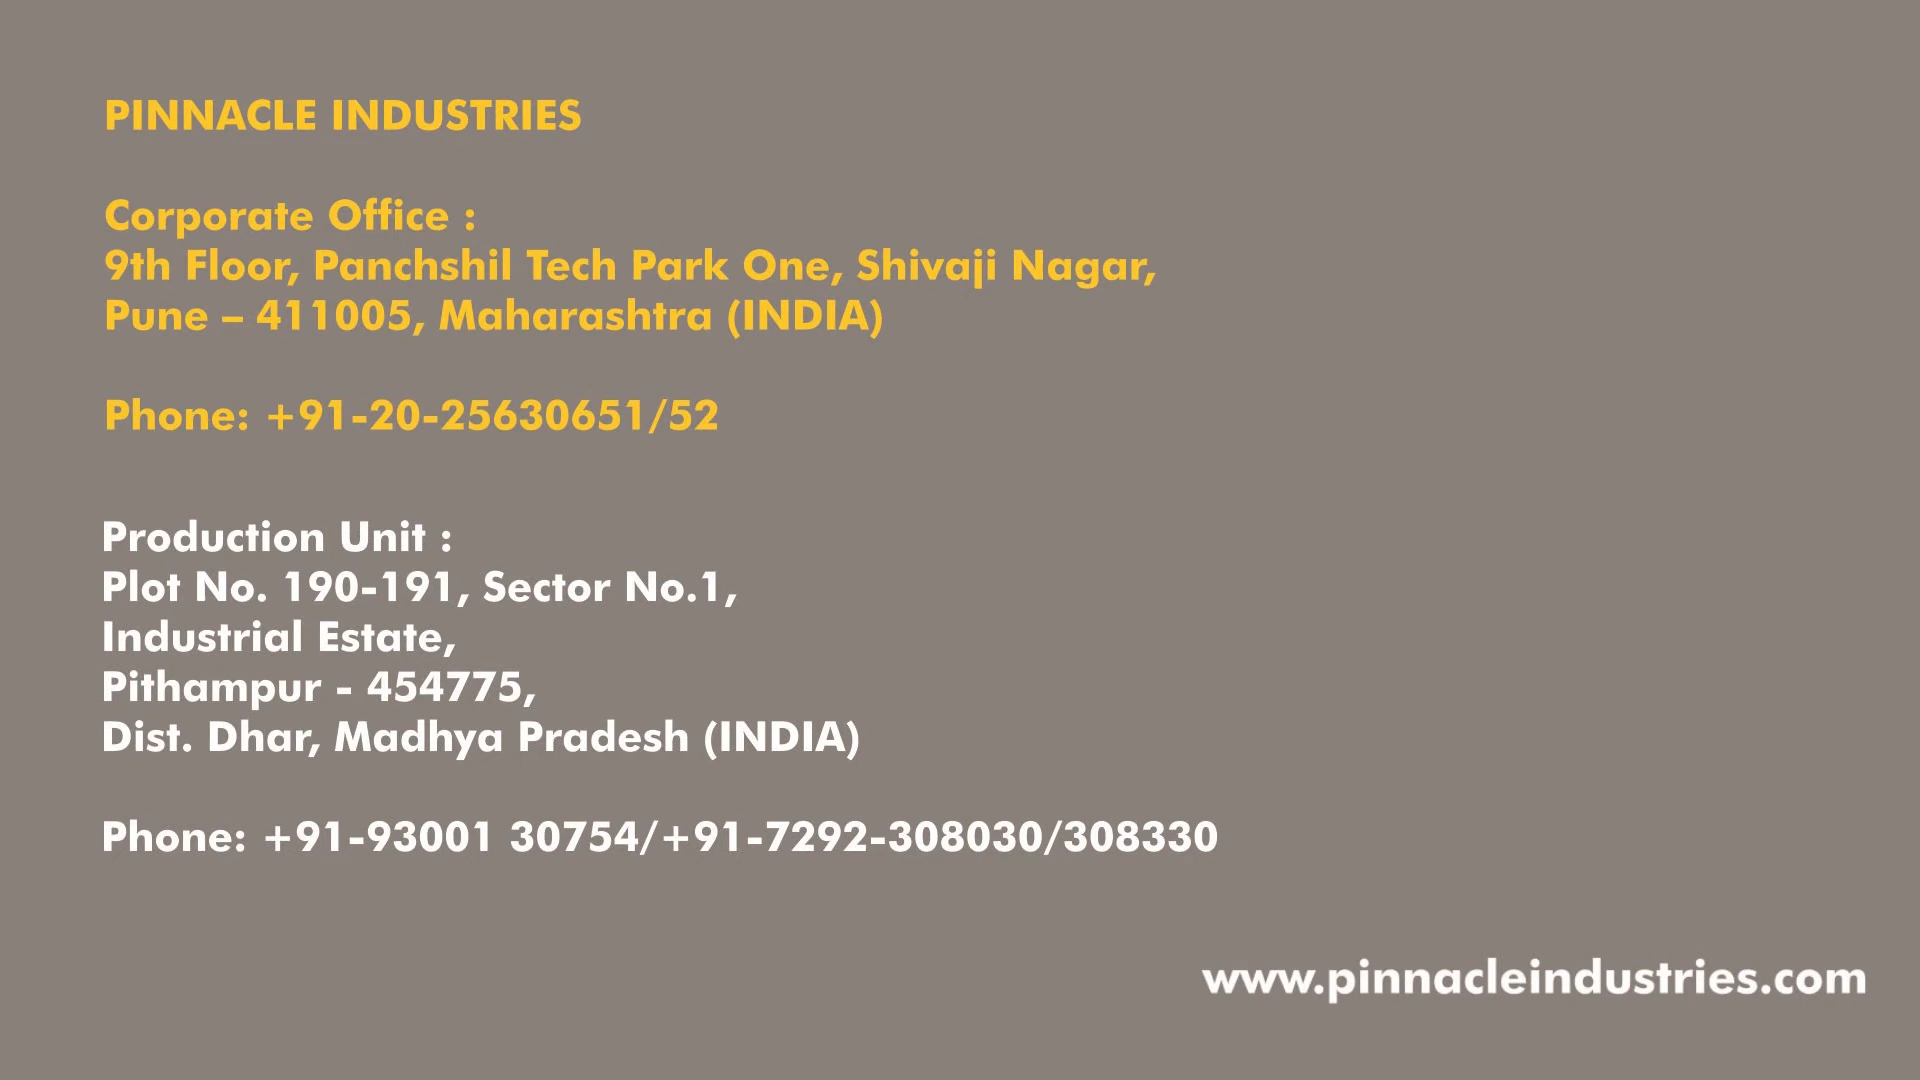 PINNACLE INDUSTRIES
Corporate Office :
9th Floor, Panchshil Tech Park One, Shivaji Nagar,
Pune – 411005, Maharashtra (INDIA)
Phone: +91-20-25630651/52
Production Unit :
Plot No. 190-191, Sector No.1,
Industrial Estate,
Pithampur - 454775,
Dist. Dhar, Madhya Pradesh (INDIA)
Phone: +91-93001 30754/+91-7292-308030/308330
www.pinnacleindustries.com